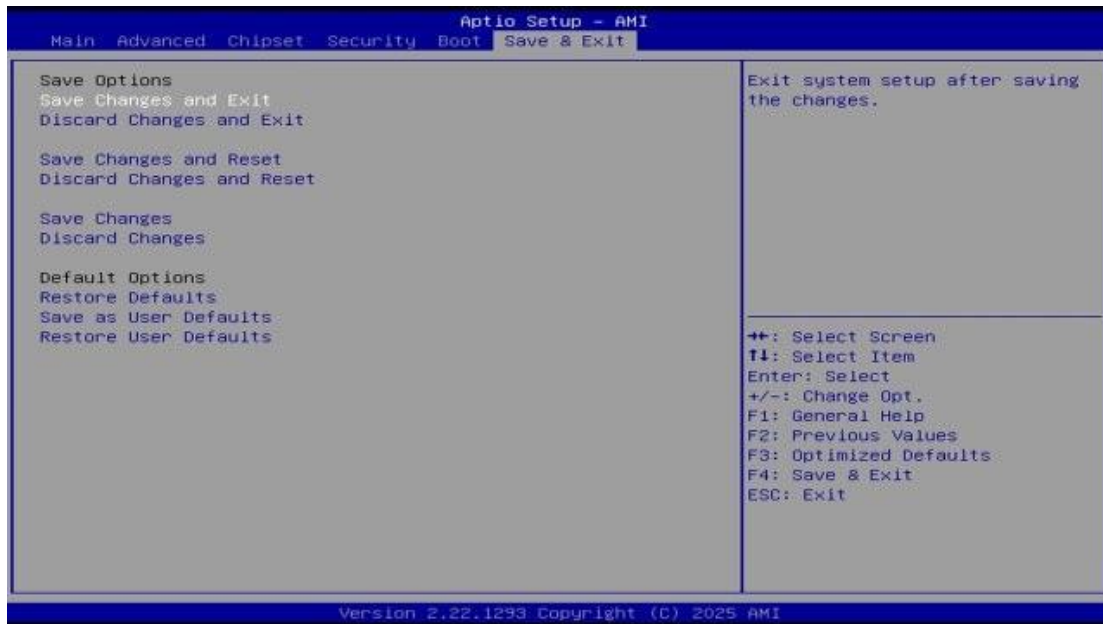 Aptio Setup - AMI
Main Advanced Chipset Security Boot Save & Exit
Save Options
Save Changes and Exit
Discard Changes and Exit
Save Changes and Reset
Discard Changes and Reset
Save Changes
Discard Changes
Default Options
Restore Defaults
Save as User Defaults
Restore User Defaults
Exit system setup after saving
the changes.
→←: Select Screen
↑↓: Select Item
Enter: Select
+/-: Change Opt.
F1: General Help
F2: Previous Values
F3: Optimized Defaults
F4: Save & Exit
ESC: Exit
Version 2.22.1293 Copyright (C) 2025 AMI